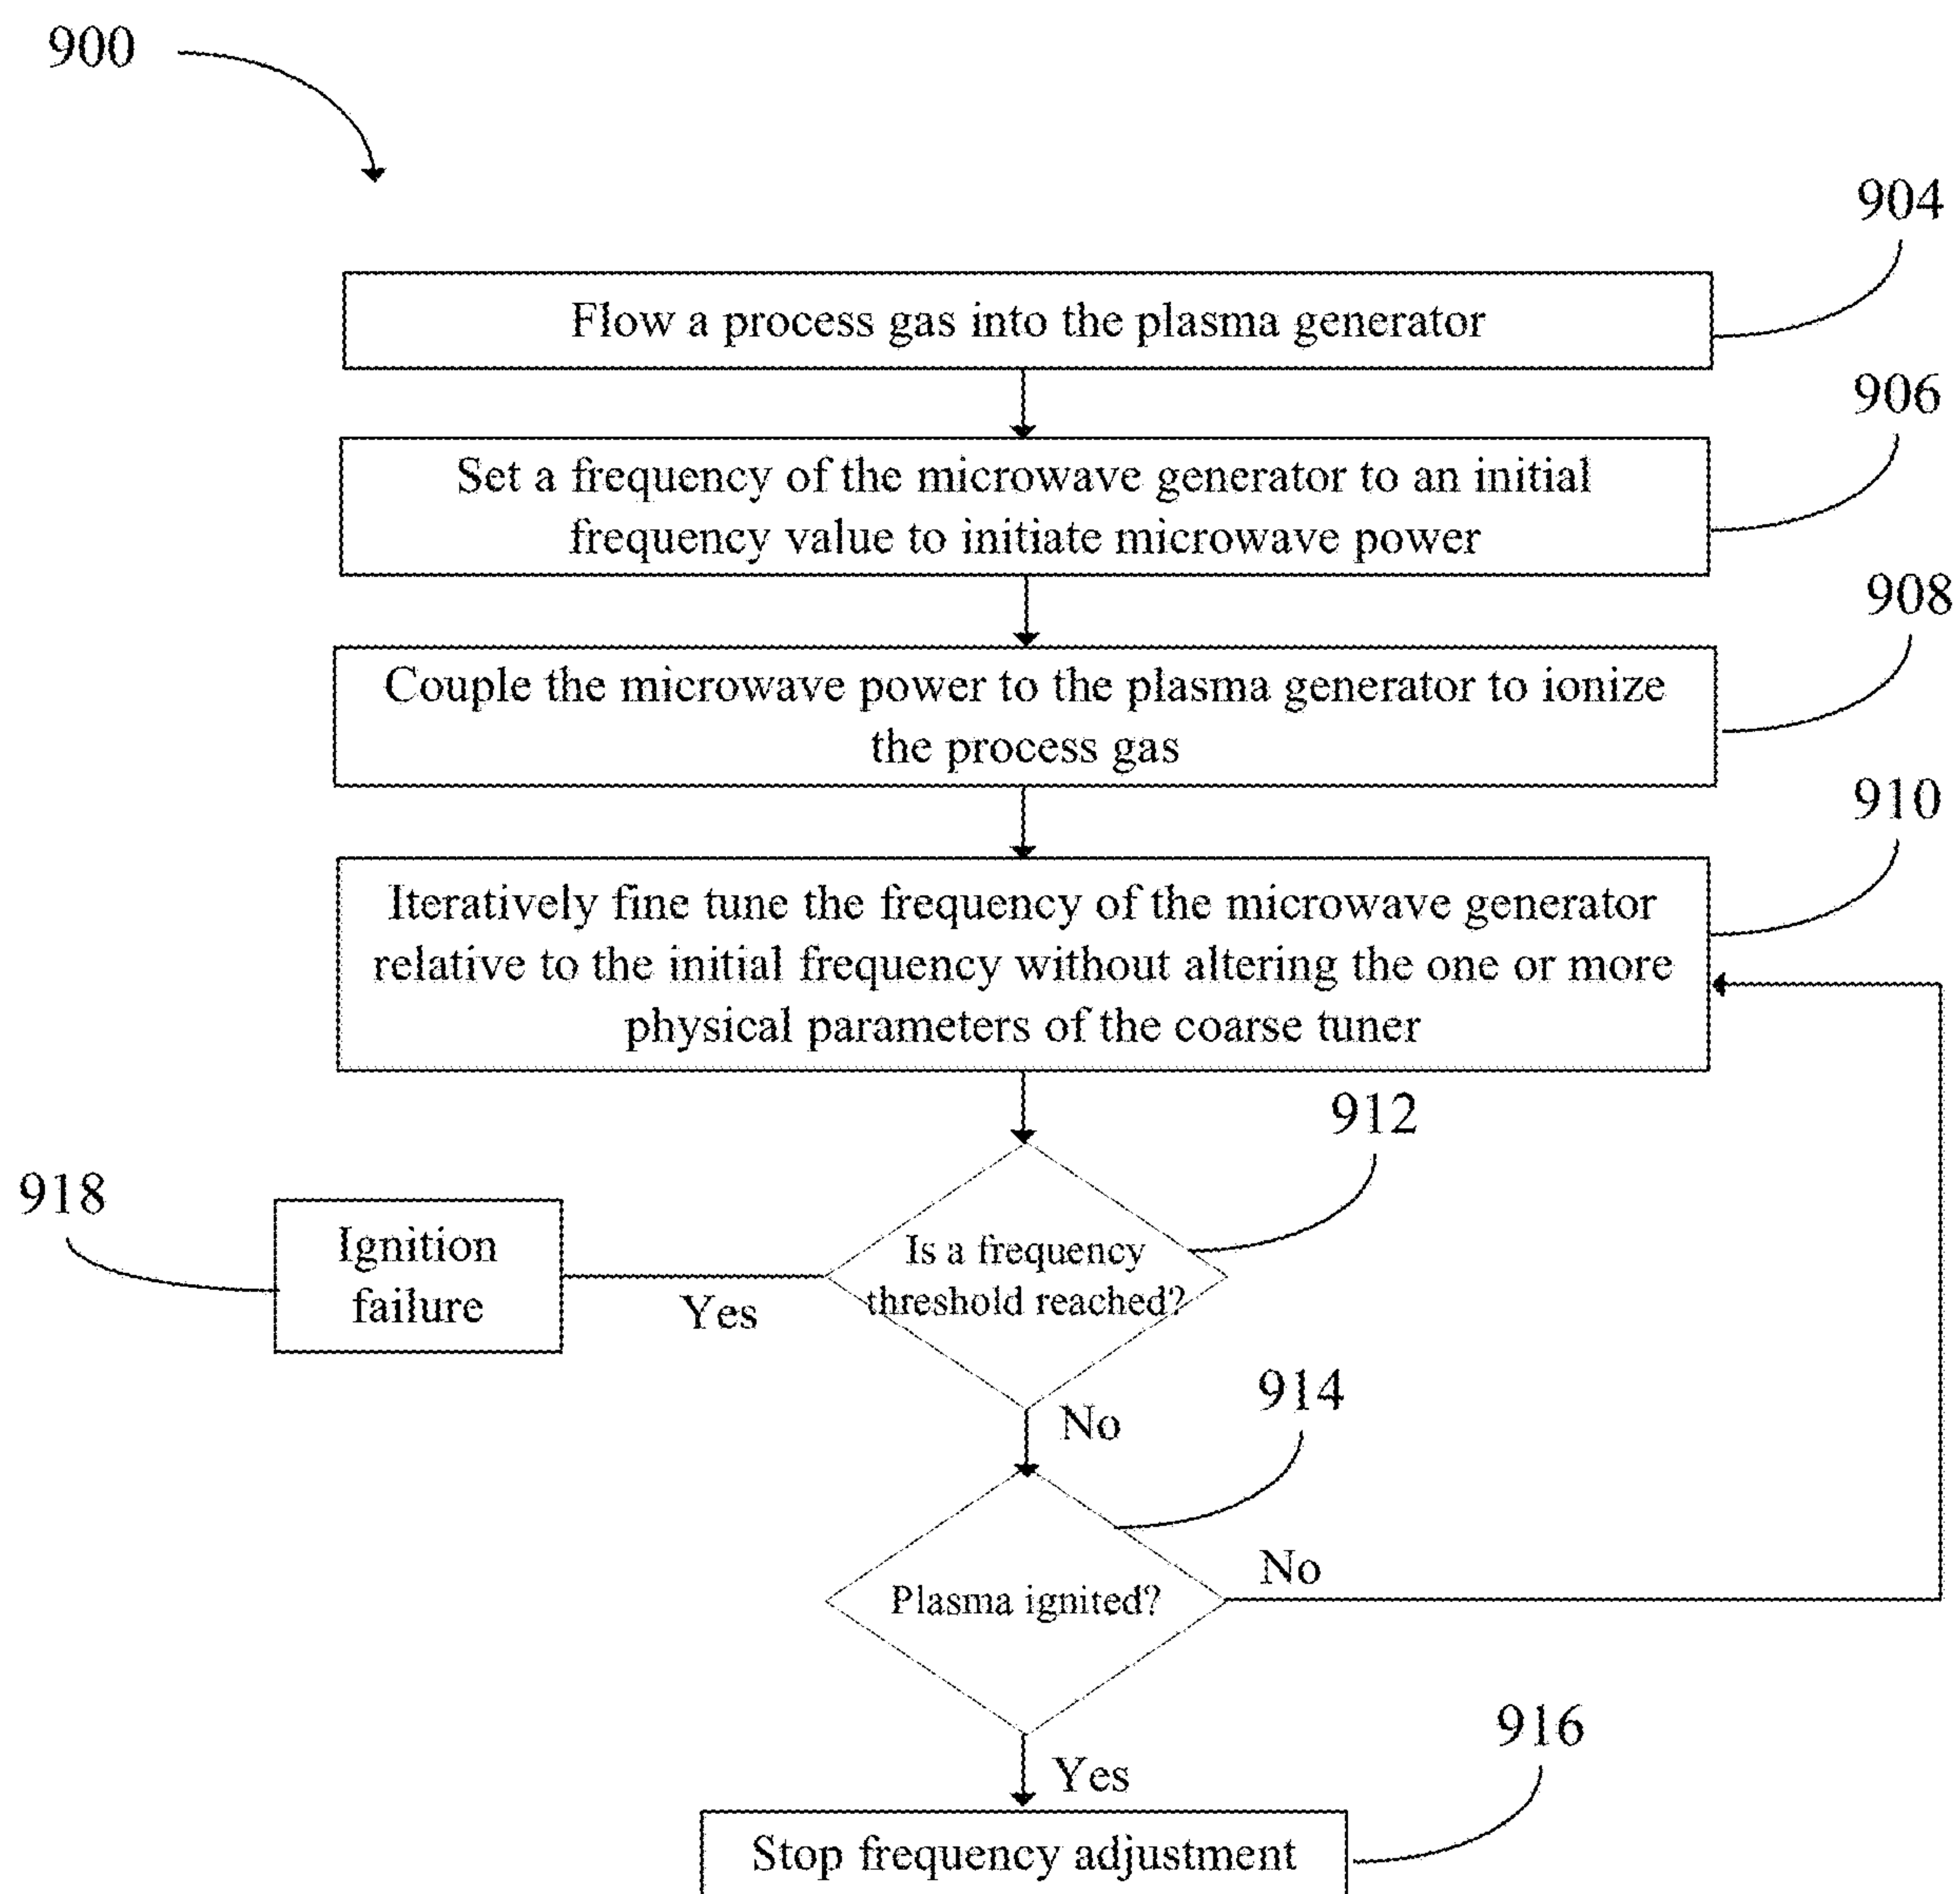 900
904
Flow a process gas into the plasma generator
906
Set a frequency of the microwave generator to an initial
frequency value to initiate microwave power
908
Couple the microwave power to the plasma generator to ionize
the process gas
910
Iteratively fine tune the frequency of the microwave generator
relative to the initial frequency without altering the one or more
physical parameters of the coarse tuner
912
918
Ignition
failure
Yes
Is a frequency
threshold reached?
No
914
Plasma ignited?
No
Yes
916
Stop frequency adjustment